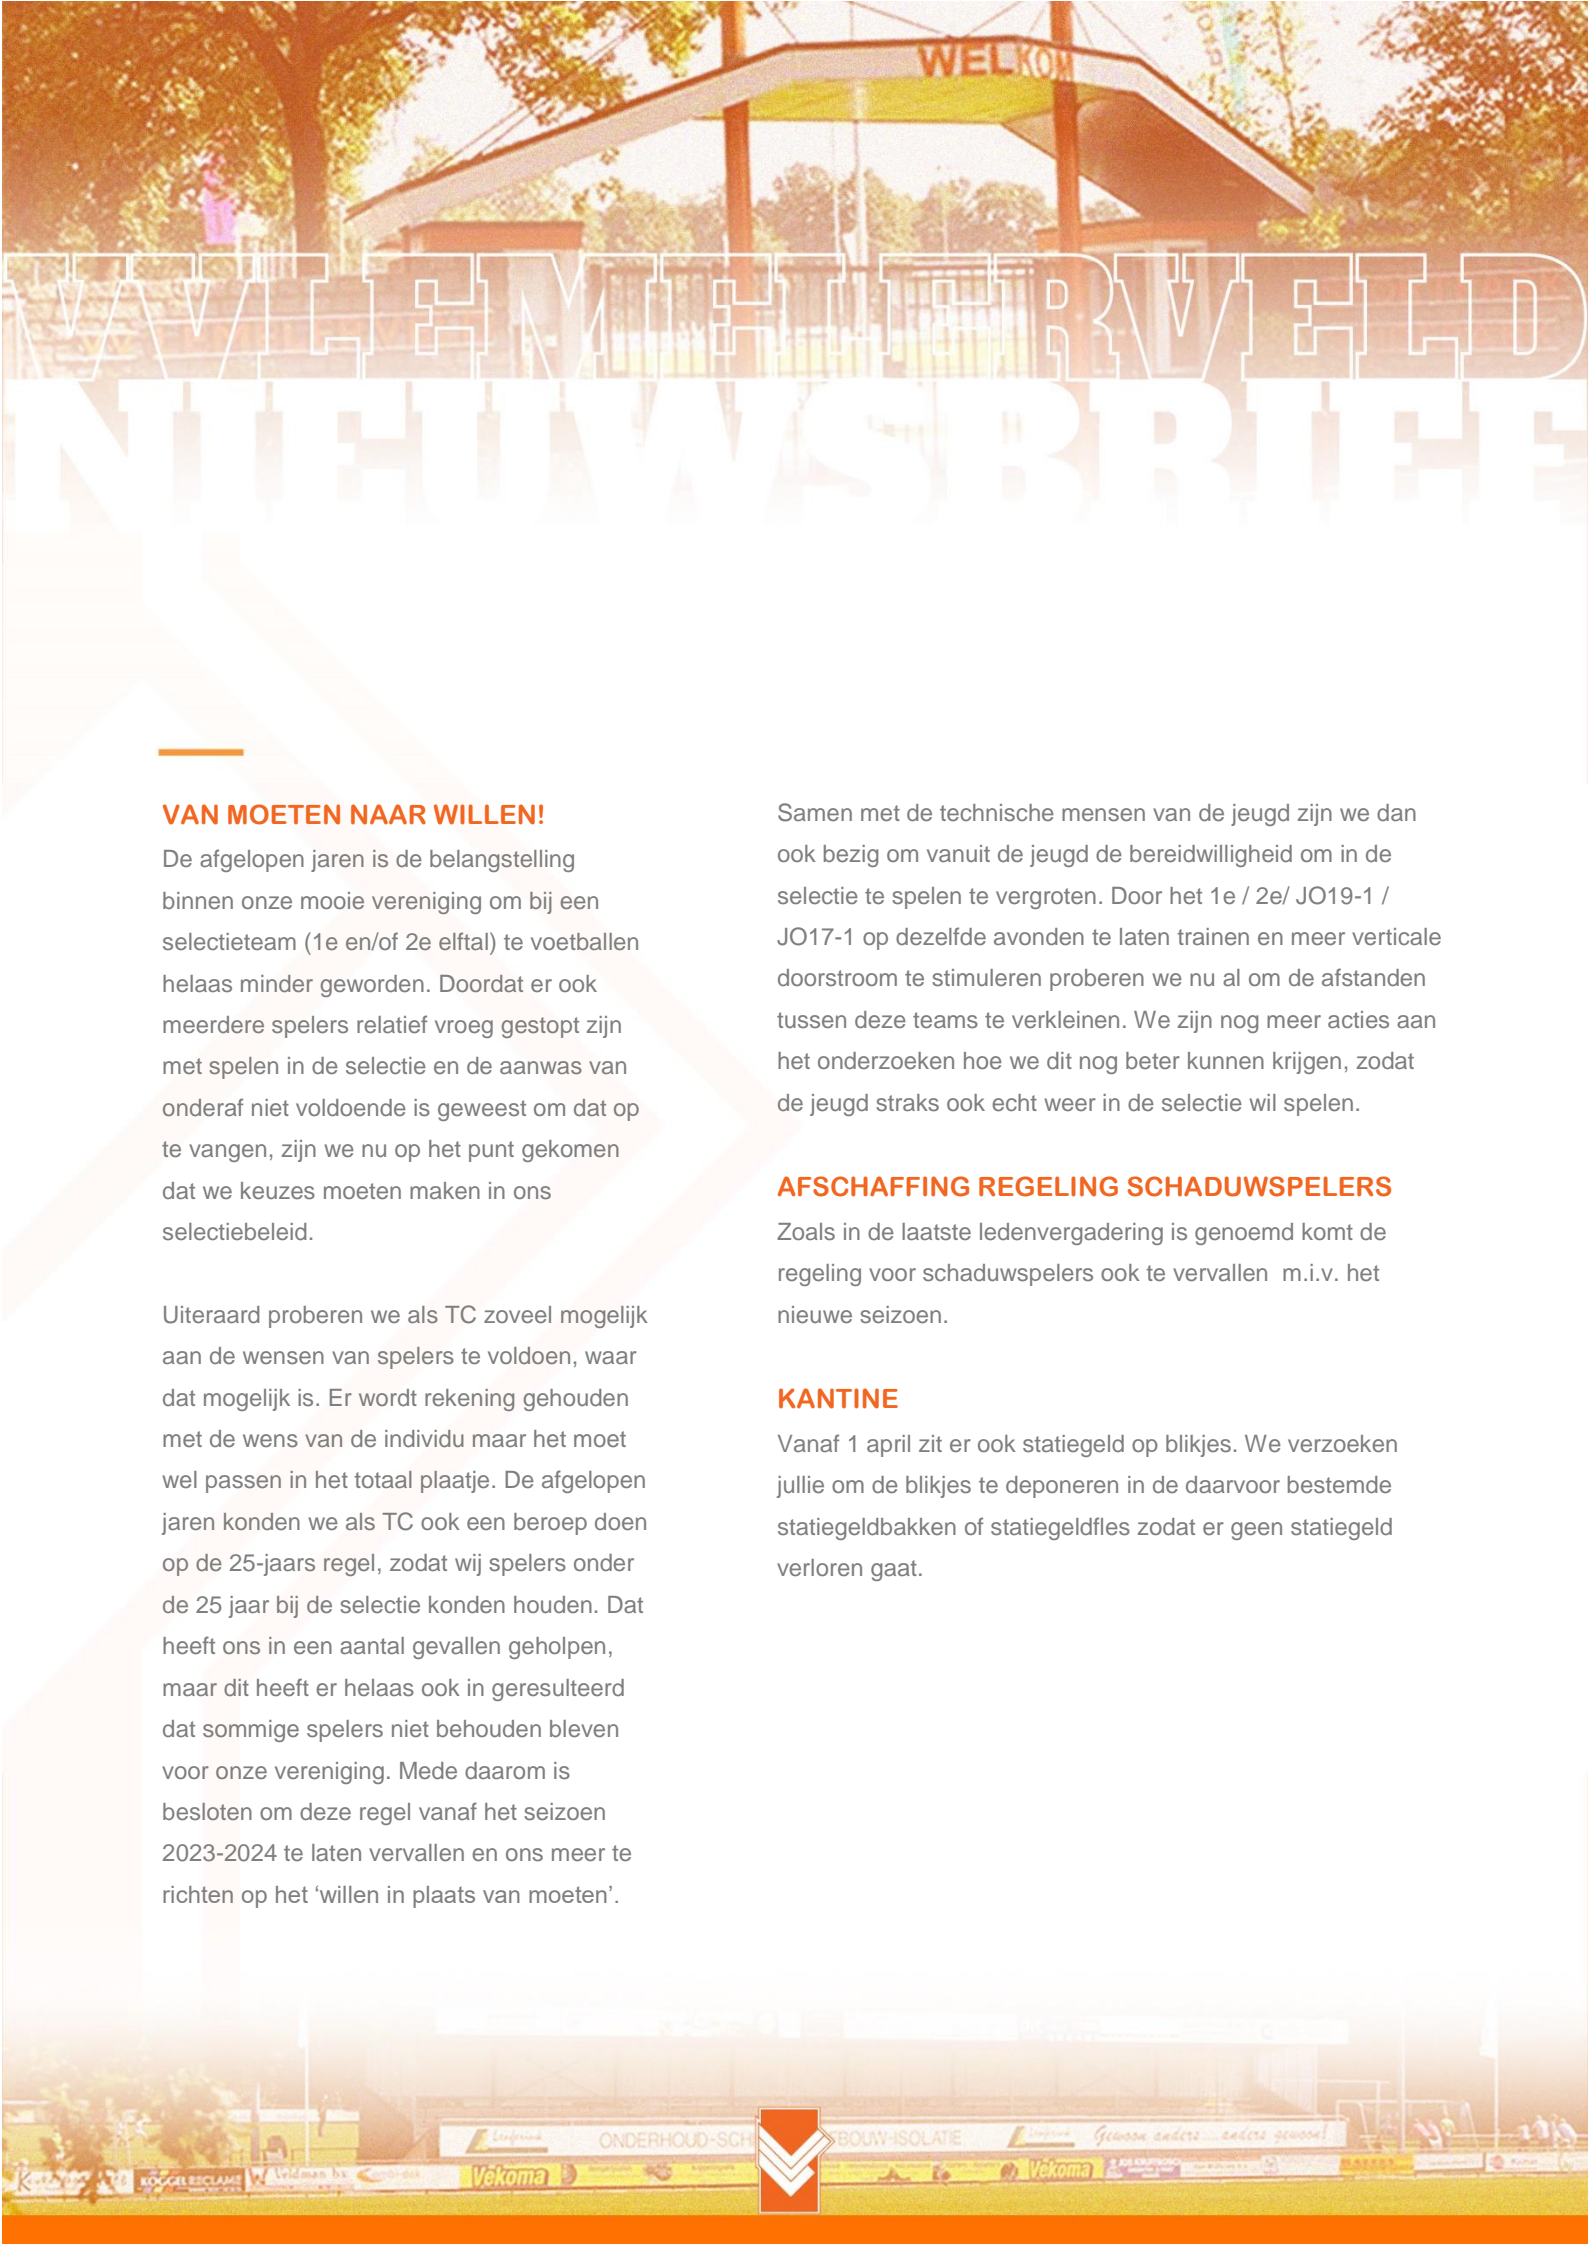 WELKOM
VV LEMELERVELD
NIEUWSBRIEF
VAN MOETEN NAAR WILLEN!
De afgelopen jaren is de belangstelling
binnen onze mooie vereniging om bij een
selectieteam (1e en/of 2e elftal) te voetballen
helaas minder geworden. Doordat er ook
meerdere spelers relatief vroeg gestopt zijn
met spelen in de selectie en de aanwas van
onderaf niet voldoende is geweest om dat op
te vangen, zijn we nu op het punt gekomen
dat we keuzes moeten maken in ons
selectiebeleid.
Uiteraard proberen we als TC zoveel mogelijk
aan de wensen van spelers te voldoen, waar
dat mogelijk is. Er wordt rekening gehouden
met de wens van de individu maar het moet
wel passen in het totaal plaatje. De afgelopen
jaren konden we als TC ook een beroep doen
op de 25-jaars regel, zodat wij spelers onder
de 25 jaar bij de selectie konden houden. Dat
heeft ons in een aantal gevallen geholpen,
maar dit heeft er helaas ook in geresulteerd
dat sommige spelers niet behouden bleven
voor onze vereniging. Mede daarom is
besloten om deze regel vanaf het seizoen
2023-2024 te laten vervallen en ons meer te
richten op het ‘willen in plaats van moeten’.
Samen met de technische mensen van de jeugd zijn we dan
ook bezig om vanuit de jeugd de bereidwilligheid om in de
selectie te spelen te vergroten. Door het 1e / 2e/ JO19-1 /
JO17-1 op dezelfde avonden te laten trainen en meer verticale
doorstroom te stimuleren proberen we nu al om de afstanden
tussen deze teams te verkleinen. We zijn nog meer acties aan
het onderzoeken hoe we dit nog beter kunnen krijgen, zodat
de jeugd straks ook echt weer in de selectie wil spelen.
AFSCHAFFING REGELING SCHADUWSPELERS
Zoals in de laatste ledenvergadering is genoemd komt de
regeling voor schaduwspelers ook te vervallen  m.i.v. het
nieuwe seizoen.
KANTINE
Vanaf 1 april zit er ook statiegeld op blikjes. We verzoeken
jullie om de blikjes te deponeren in de daarvoor bestemde
statiegeldbakken of statiegeldfles zodat er geen statiegeld
verloren gaat.
ONDERHOUD-SCH BOUW-ISOLATIE Gewoon anders...anders gewoon!
KOGGEL RECLAME Veldman bv Vekoma Vekoma